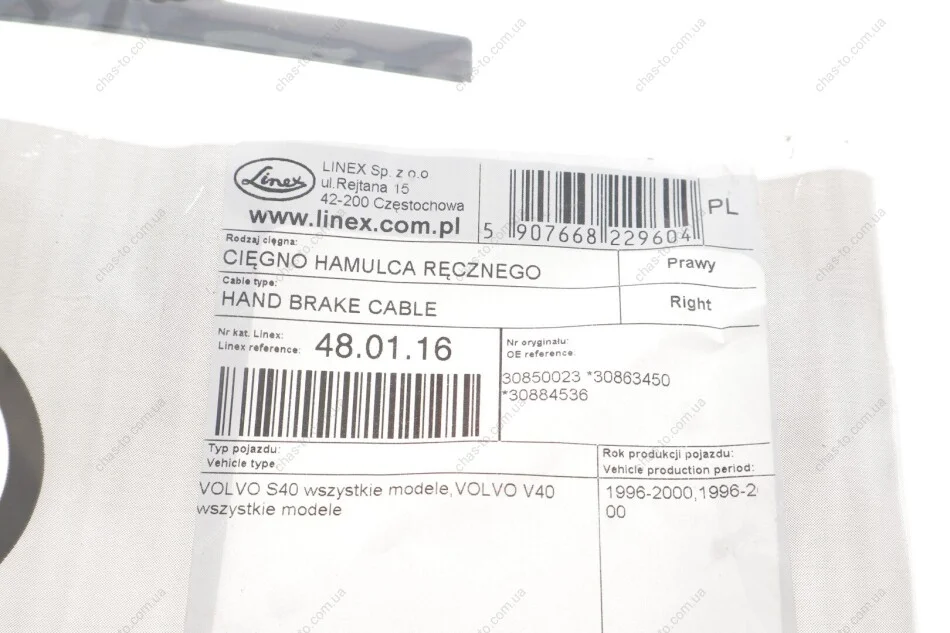 Linex
LINEX Sp. z o.o
ul.Rejtana 15
42-200 Częstochowa
www.linex.com.pl
5 907668 229604
PL
Rodzaj cięgna:
CIĘGNO HAMULCA RĘCZNEGO
Prawy
Cable type:
HAND BRAKE CABLE
Right
Nr kat. Linex:
Linex reference:
48.01.16
Nr oryginału:
OE reference:
30850023 *30863450
*30884536
Typ pojazdu:
Vehicle type:
Rok produkcji pojazdu:
Vehicle production period:
VOLVO S40 wszystkie modele,VOLVO V40
wszystkie modele
1996-2000,1996-2
00
chas-to.com.ua